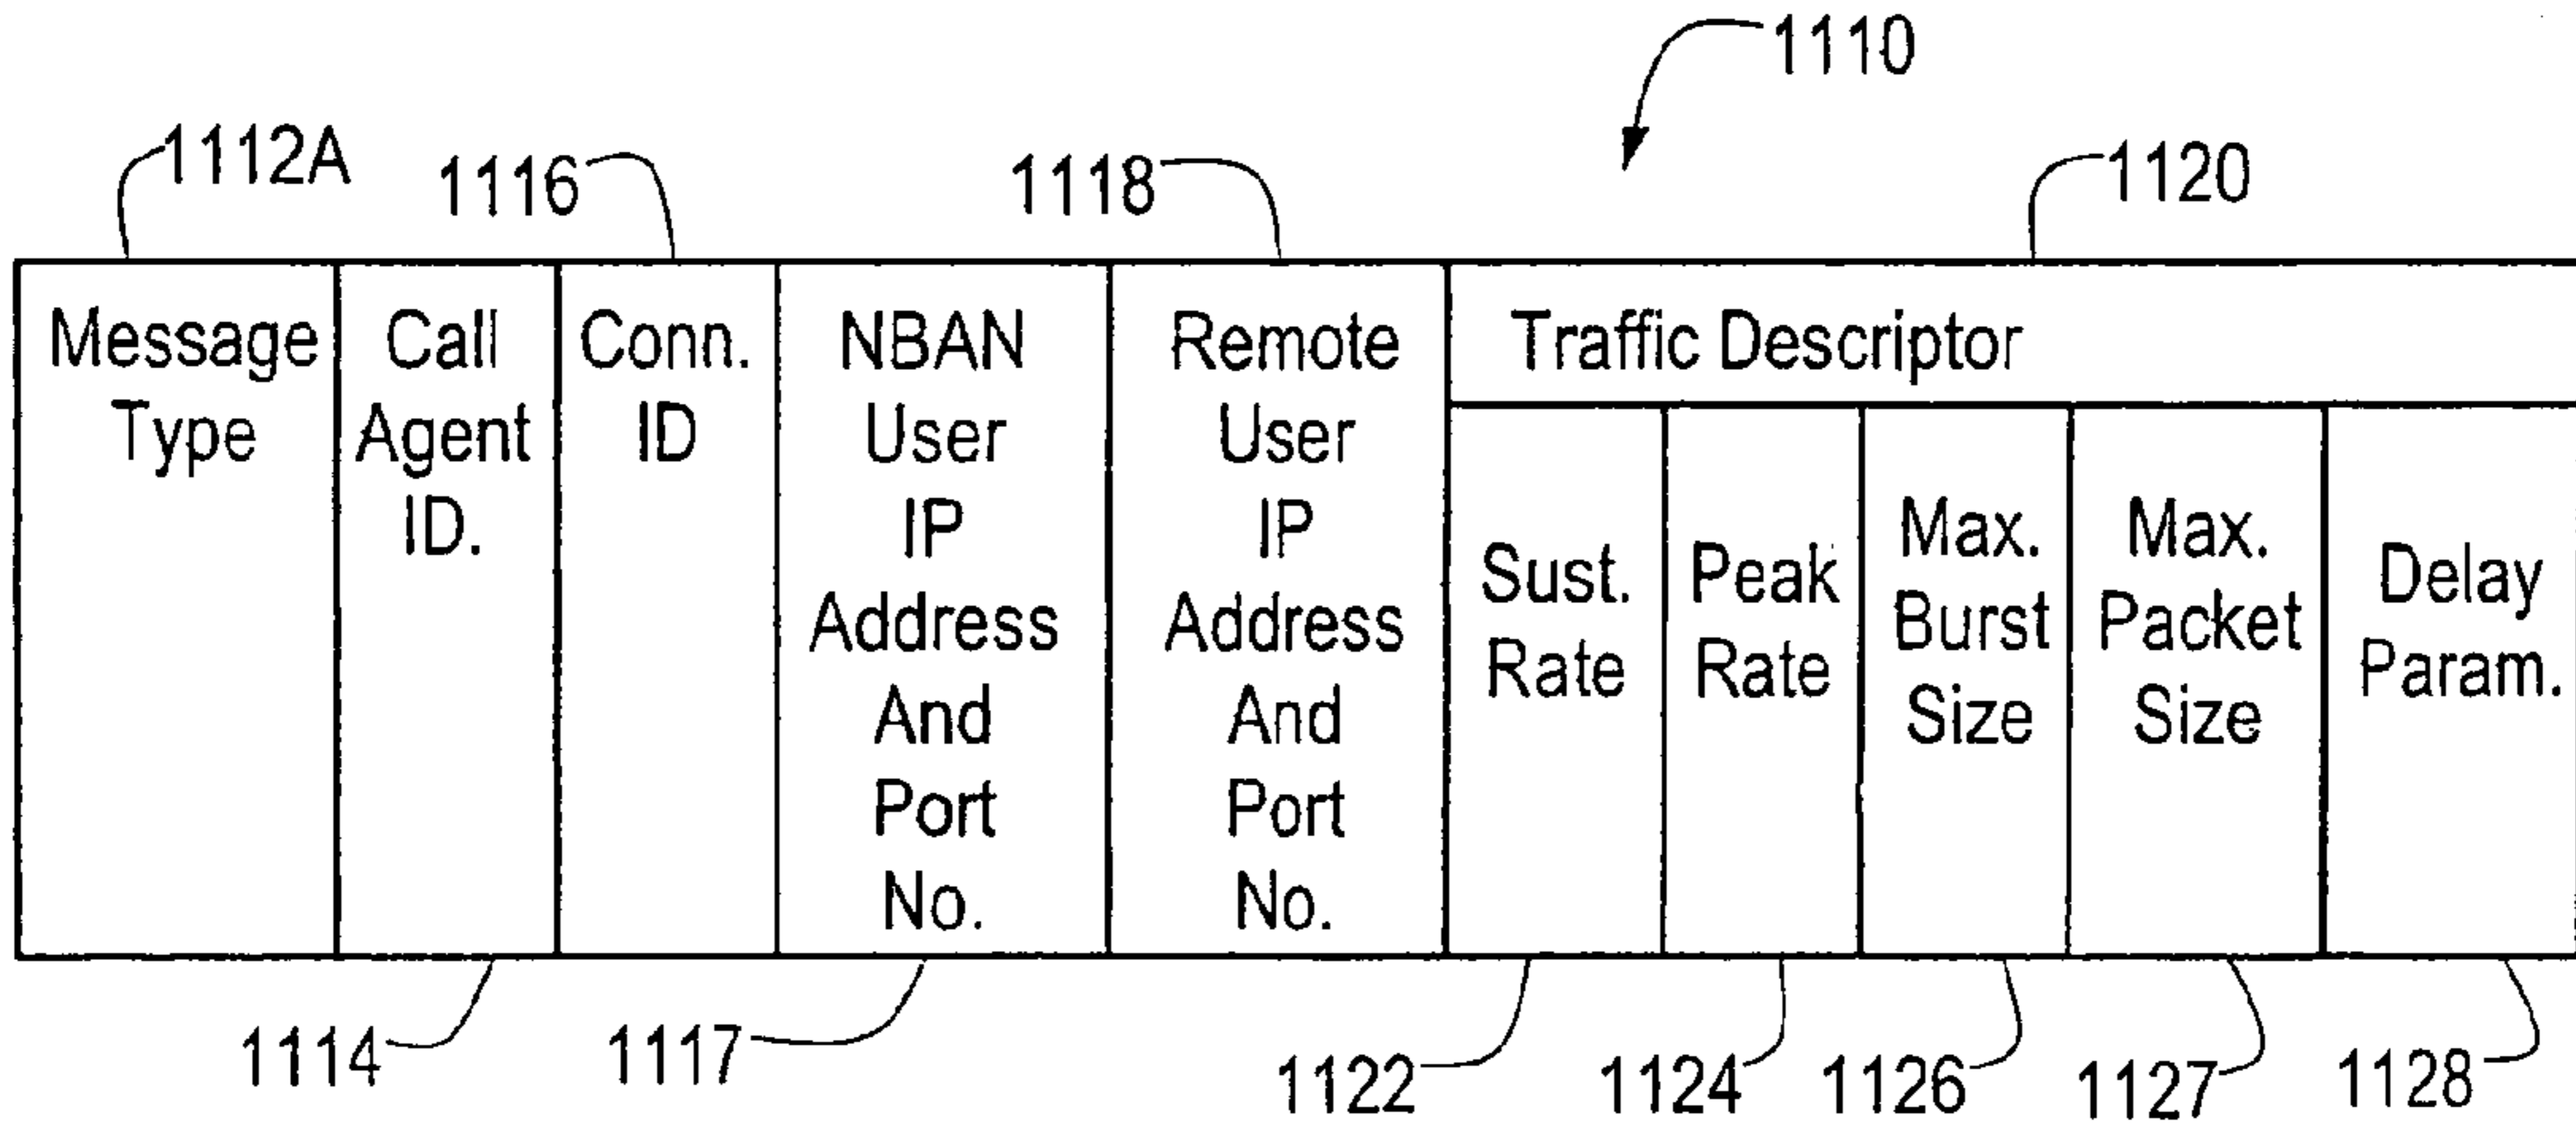 1110
1112A
1116
1118
1120
Message
Type
Call
Agent
ID.
Conn.
ID
NBAN
User
IP
Address
And
Port
No.
Remote
User
IP
Address
And
Port
No.
Traffic Descriptor
Sust.
Rate
Peak
Rate
Max.
Burst
Size
Max.
Packet
Size
Delay
Param.
1114
1117
1122
1124
1126
1127
1128